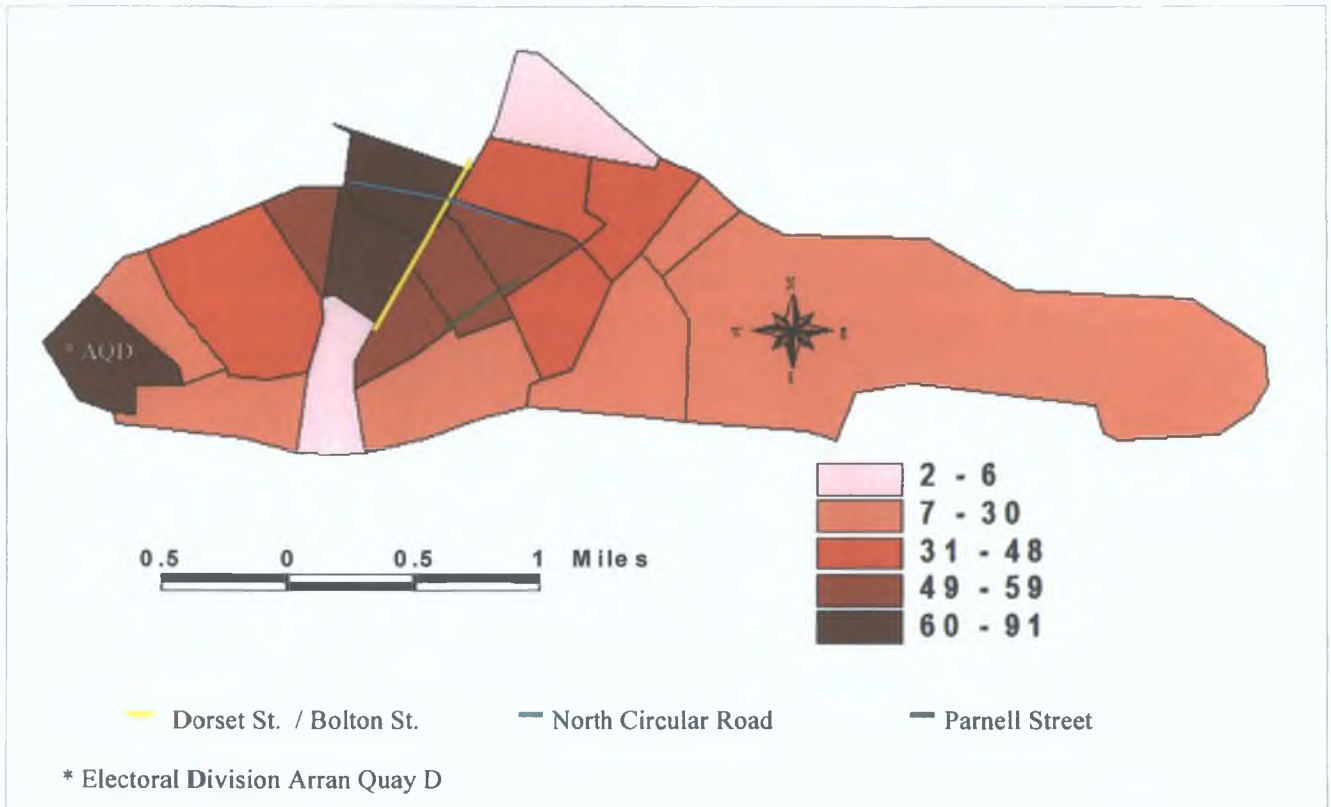 * AQD
N
E
2 - 6
7 - 30
31 - 48
49 - 59
60 - 91
0.5 0 0.5 1 Miles
Dorset St. / Bolton St. North Circular Road Parnell Street
* Electoral Division Arran Quay D